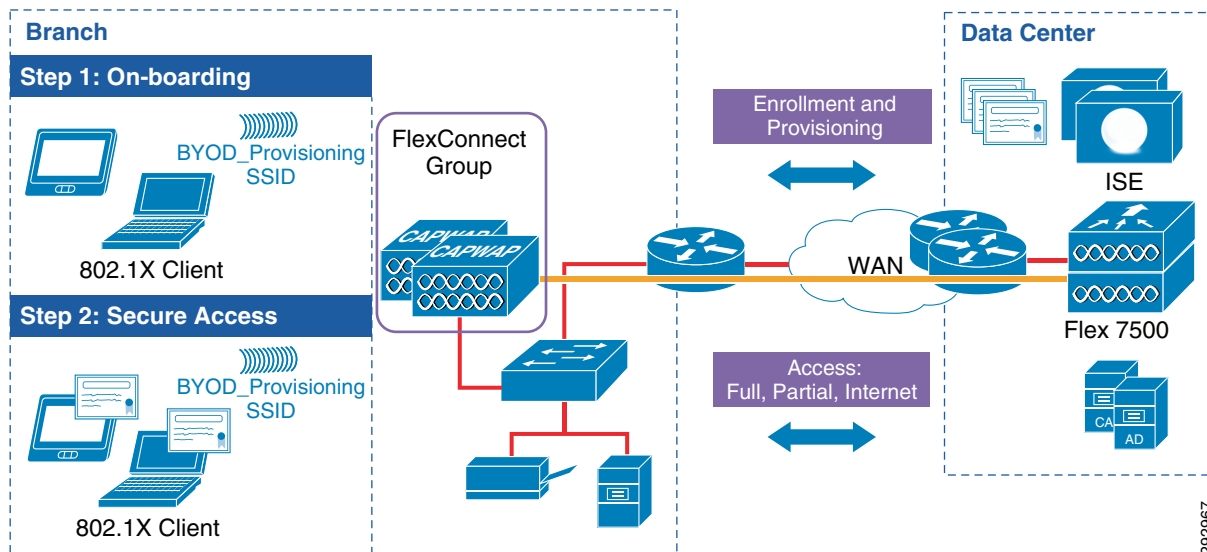 Branch
Step 1: On-boarding
BYOD_Provisioning
SSID
802.1X Client
Step 2: Secure Access
BYOD_Provisioning
SSID
802.1X Client
FlexConnect
Group
CAPWAP
CAPWAP
Enrollment and
Provisioning
WAN
Access:
Full, Partial, Internet
Data Center
ISE
Flex 7500
CA
AD
292967